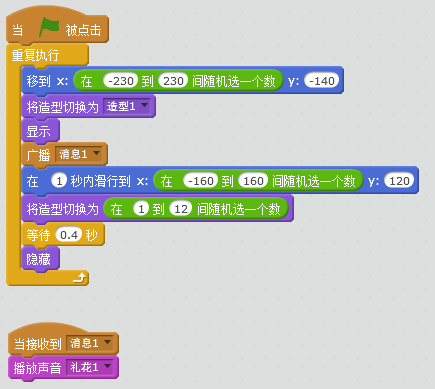 当 被点击
重复执行
移到 x: 在 -230 到 230 间随机选一个数 y: -140
将造型切换为 造型1
显示
广播 消息1
在 1 秒内滑行到 x: 在 -160 到 160 间随机选一个数 y: 120
将造型切换为 在 1 到 12 间随机选一个数
等待 0.4 秒
隐藏
当接收到 消息1
播放声音 礼花1